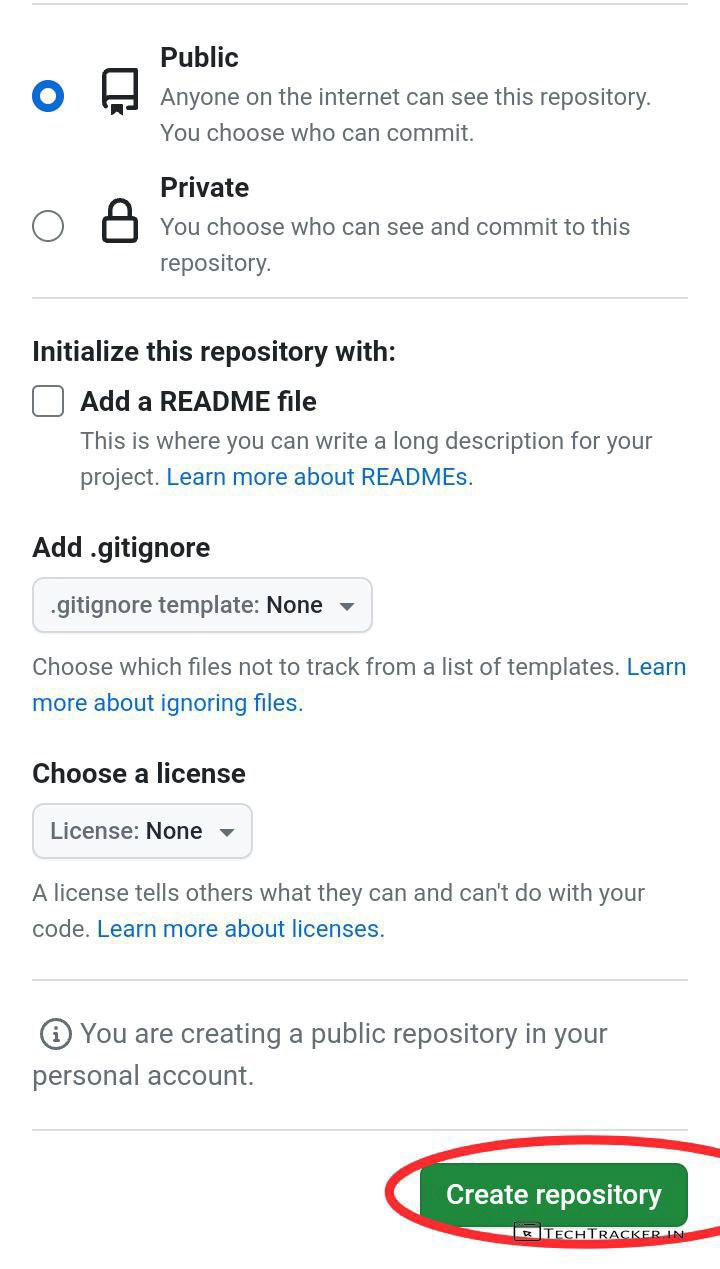 Public
Anyone on the internet can see this repository.
You choose who can commit.
Private
You choose who can see and commit to this
repository.
Initialize this repository with:
Add a README file
This is where you can write a long description for your
project. Learn more about READMEs.
Add .gitignore
.gitignore template: None
Choose which files not to track from a list of templates. Learn
more about ignoring files.
Choose a license
License: None
A license tells others what they can and can't do with your
code. Learn more about licenses.
You are creating a public repository in your
personal account.
Create repository
TECHTRACKER.IN